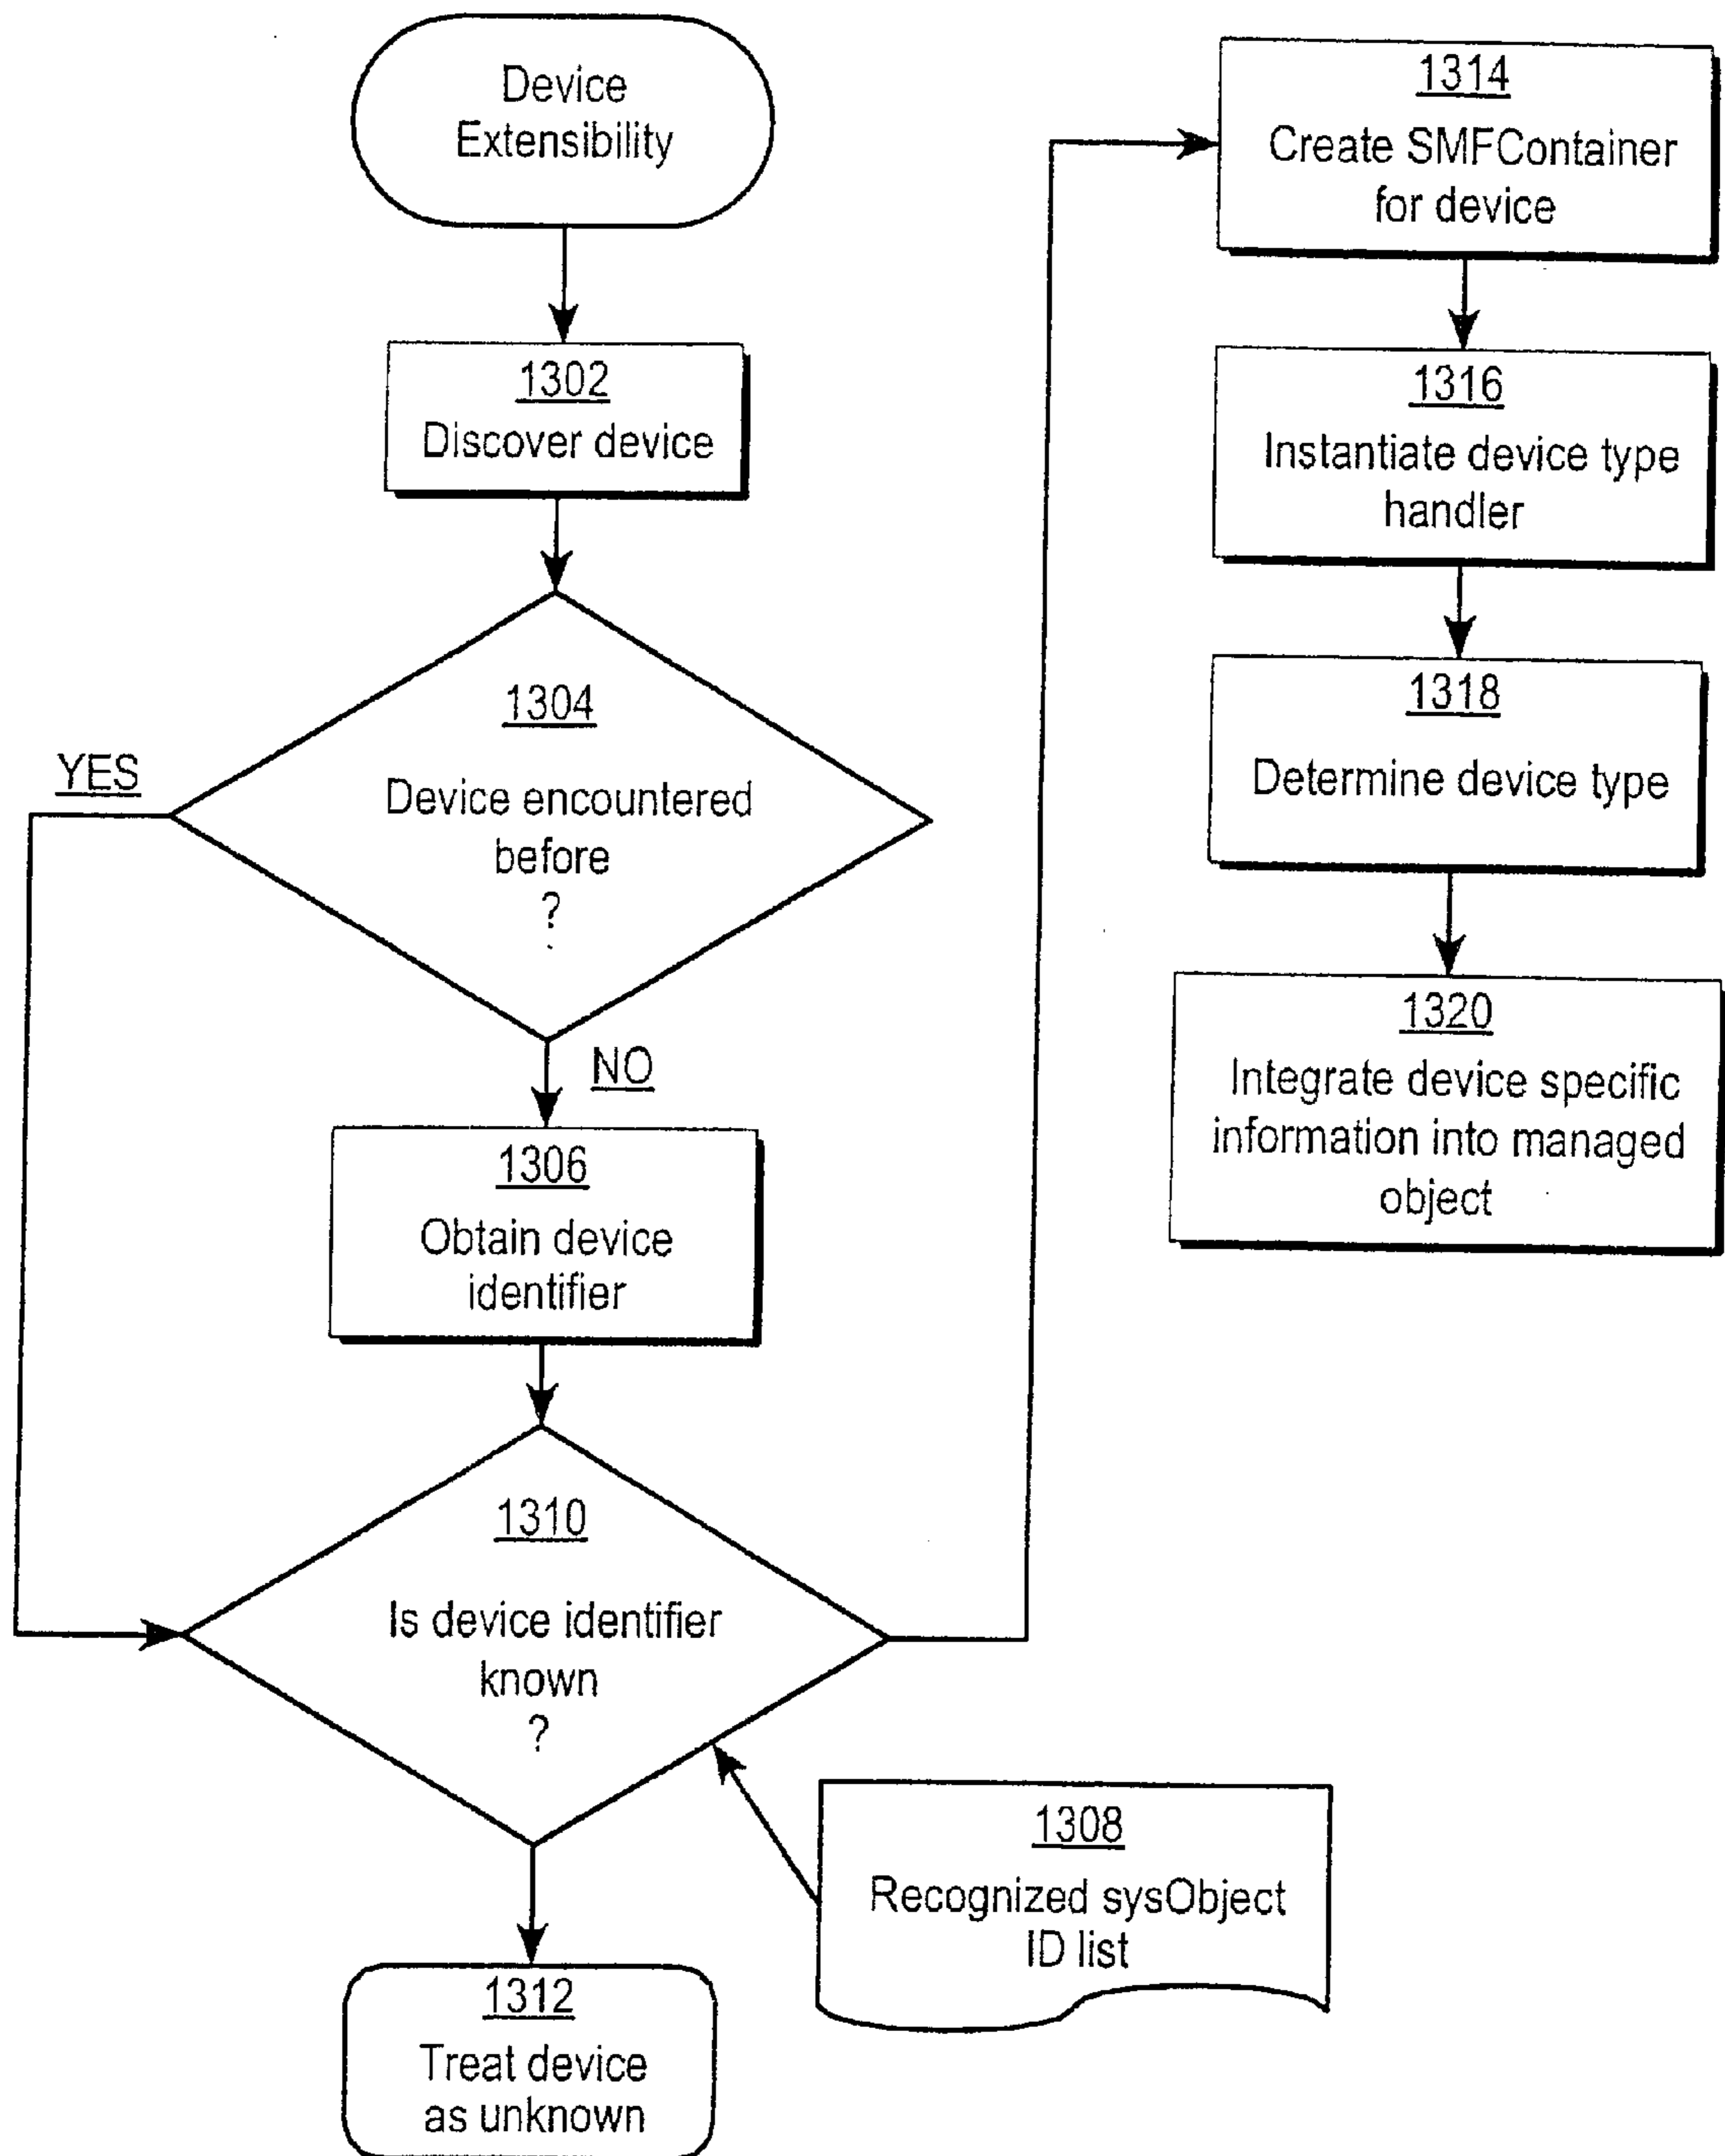 Device
Extensibility
1302
Discover device
1304
Device encountered
before
?
YES
NO
1306
Obtain device
identifier
1310
Is device identifier
known
?
1308
Recognized sysObject
ID list
1312
Treat device
as unknown
1314
Create SMFContainer
for device
1316
Instantiate device type
handler
1318
Determine device type
1320
Integrate device specific
information into managed
object